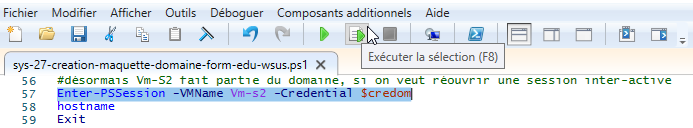 Fichier Modifier Afficher Outils Déboguer Composants additionnels Aide
Exécuter la sélection (F8)
sys-27-creation-maquette-domaine-form-edu-wsus.ps1 X
56 #désormais Vm-S2 fait partie du domaine, si on veut réouvrir une session inter-active
57 Enter-PSSession -VMName Vm-s2 -Credential $credom
58 hostname
59 Exit